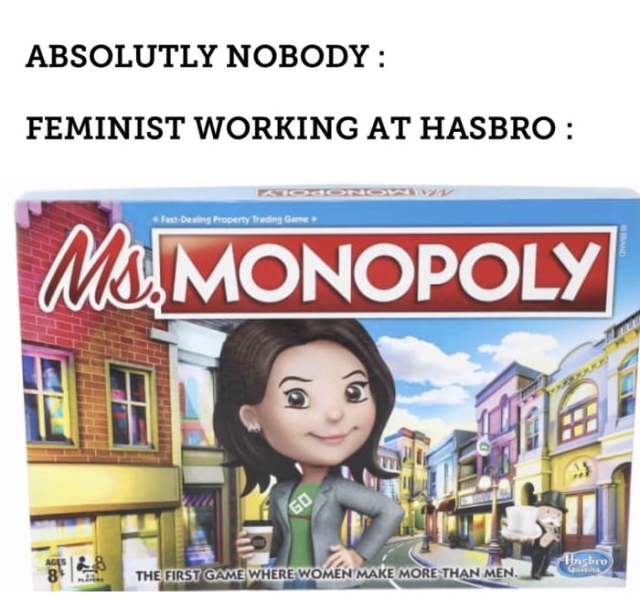 ABSOLUTLY NOBODY :
FEMINIST WORKING AT HASBRO :
Fast-Dealing Property Trading Game
Ms. MONOPOLY
GO
AGES
8+
PLAYERS
THE FIRST GAME WHERE WOMEN MAKE MORE THAN MEN.
Hasbro
Gaming